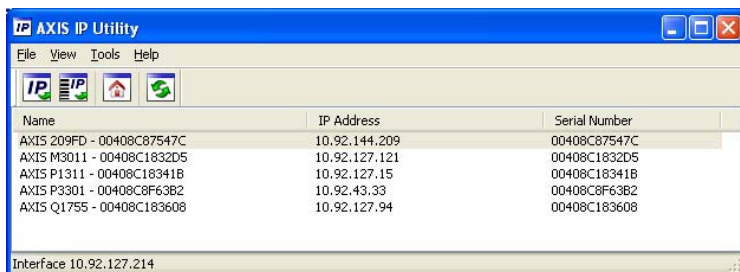 IP AXIS IP Utility
File View Tools Help
IP IP
Name IP Address Serial Number
AXIS 209FD - 00408C87547C 10.92.144.209 00408C87547C
AXIS M3011 - 00408C1832D5 10.92.127.121 00408C1832D5
AXIS P1311 - 00408C18341B 10.92.127.15 00408C18341B
AXIS P3301 - 00408C8F63B2 10.92.43.33 00408C8F63B2
AXIS Q1755 - 00408C183608 10.92.127.94 00408C183608
Interface 10.92.127.214